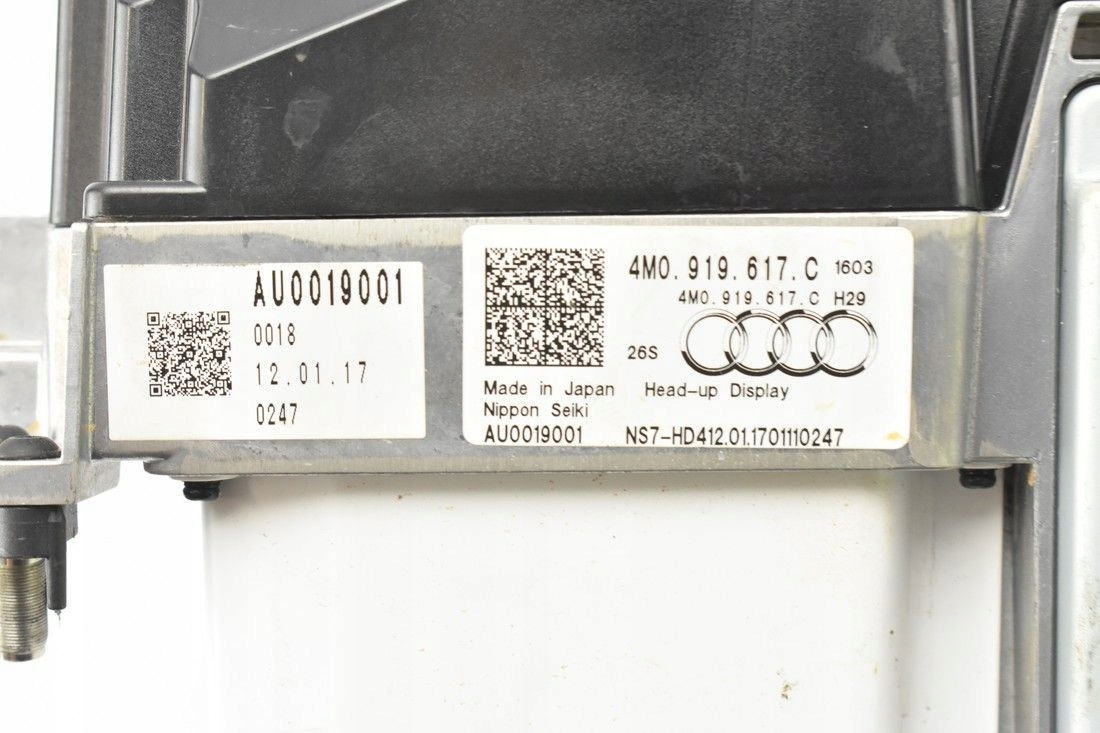 AU0019001
0018
12.01.17
0247
4M0.919.617.C 1603
4M0.919.617.C H29
26S
Made in Japan Head-up Display
Nippon Seiki
AU0019001 NS7-HD412.01.1701110247